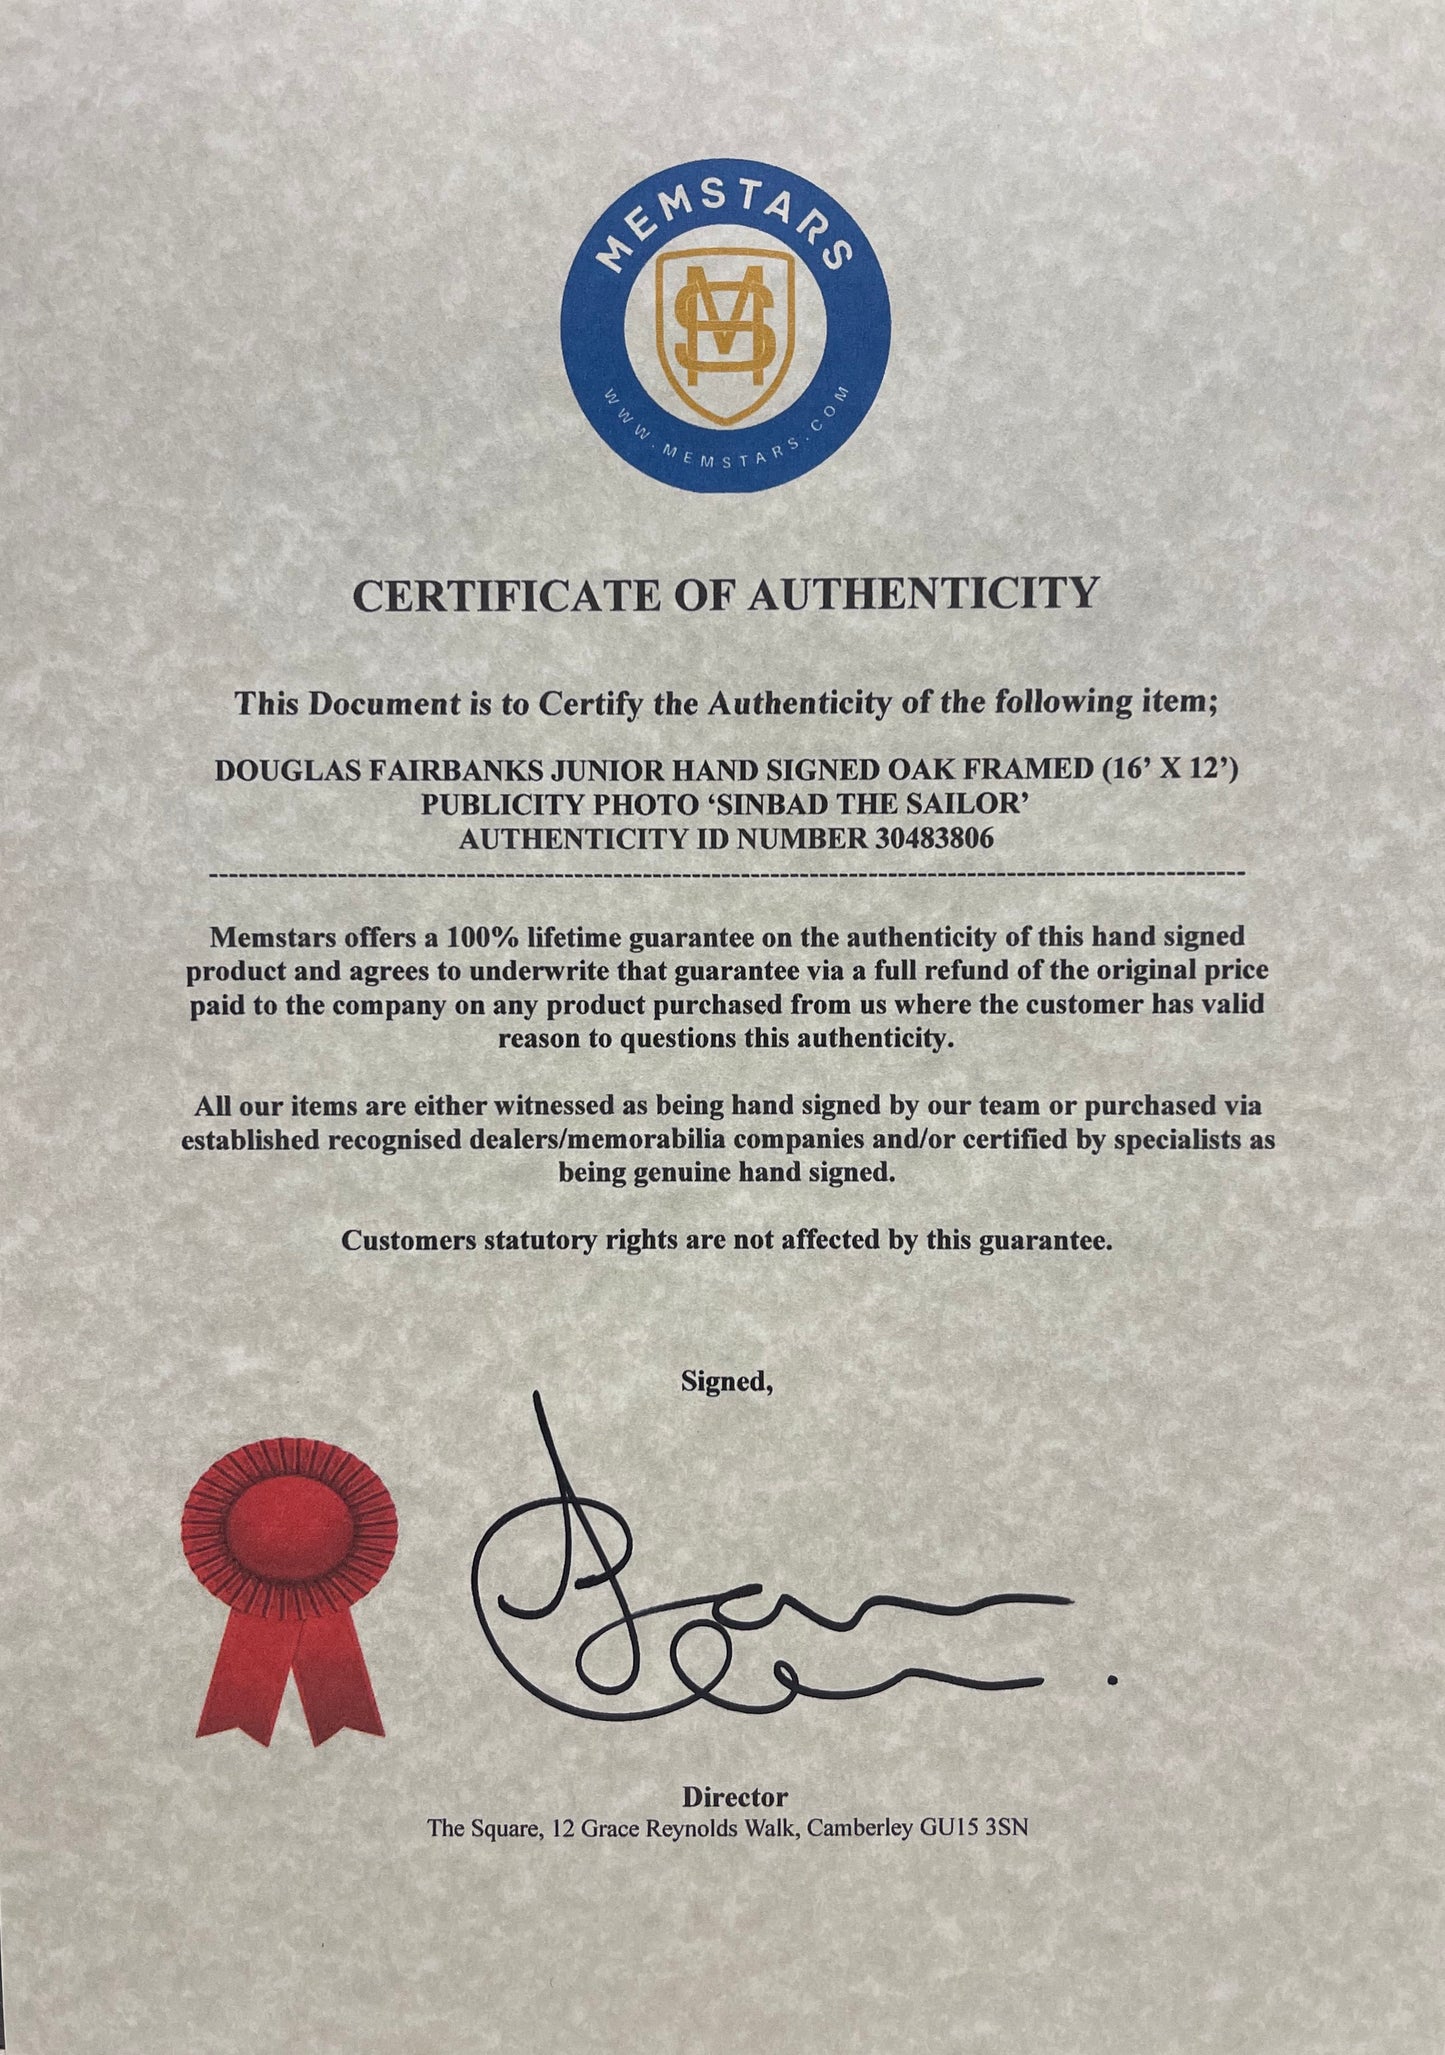 MEMSTARS
MS
WWW.MEMSTARS.COM
CERTIFICATE OF AUTHENTICITY
This Document is to Certify the Authenticity of the following item;
DOUGLAS FAIRBANKS JUNIOR HAND SIGNED OAK FRAMED (16’ X 12’)
PUBLICITY PHOTO ‘SINBAD THE SAILOR’
AUTHENTICITY ID NUMBER 30483806
Memstars offers a 100% lifetime guarantee on the authenticity of this hand signed
product and agrees to underwrite that guarantee via a full refund of the original price
paid to the company on any product purchased from us where the customer has valid
reason to questions this authenticity.
All our items are either witnessed as being hand signed by our team or purchased via
established recognised dealers/memorabilia companies and/or certified by specialists as
being genuine hand signed.
Customers statutory rights are not affected by this guarantee.
Signed,
Director
The Square, 12 Grace Reynolds Walk, Camberley GU15 3SN